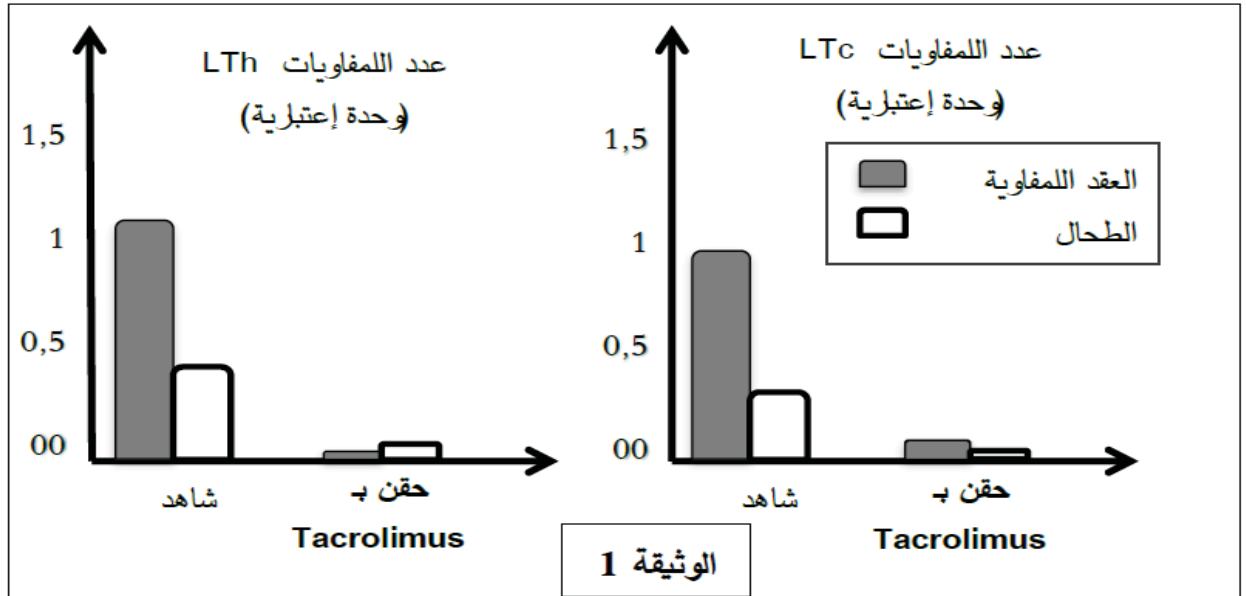 عدد اللمفاويات LTh
(وحدة إعتبارية)
1,5
1
0,5
00
شاهد
حقن بـ
Tacrolimus
عدد اللمفاويات LTc
(وحدة إعتبارية)
1,5
1
0,5
00
العقد اللمفاوية
الطحال
شاهد
حقن بـ
Tacrolimus
الوثيقة 1